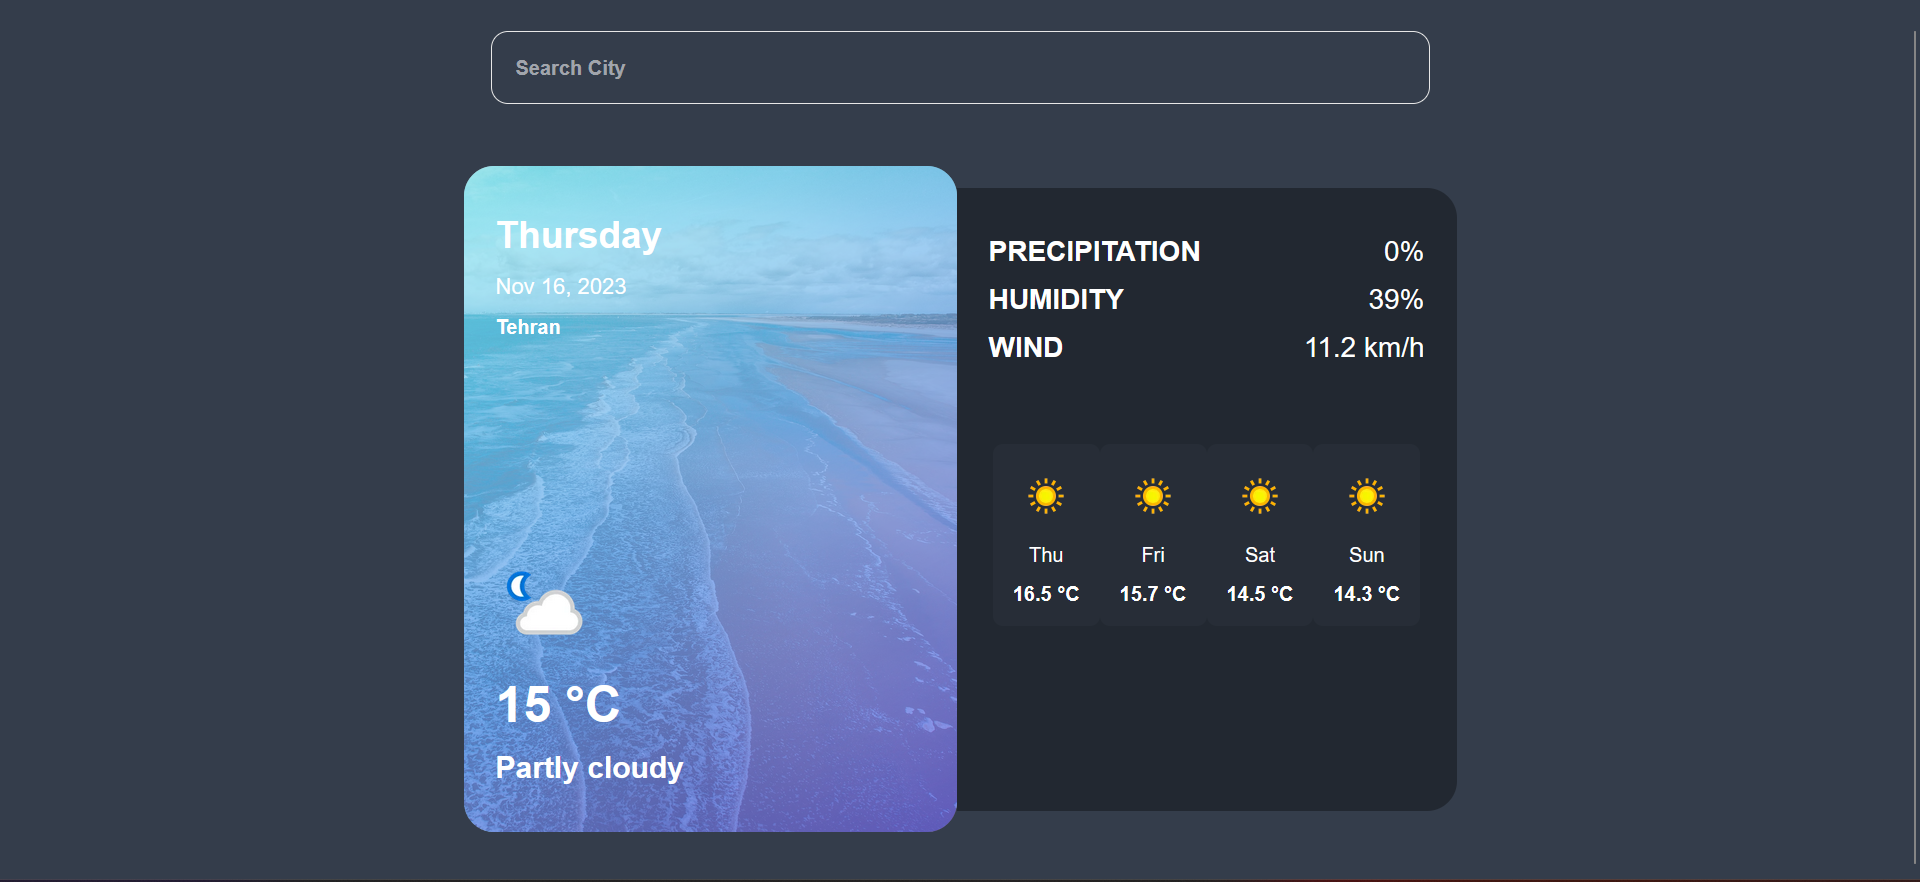 Search City
Thursday
Nov 16, 2023
Tehran
15 °C
Partly cloudy
PRECIPITATION 0%
HUMIDITY 39%
WIND 11.2 km/h
Thu Fri Sat Sun
16.5 °C 15.7 °C 14.5 °C 14.3 °C